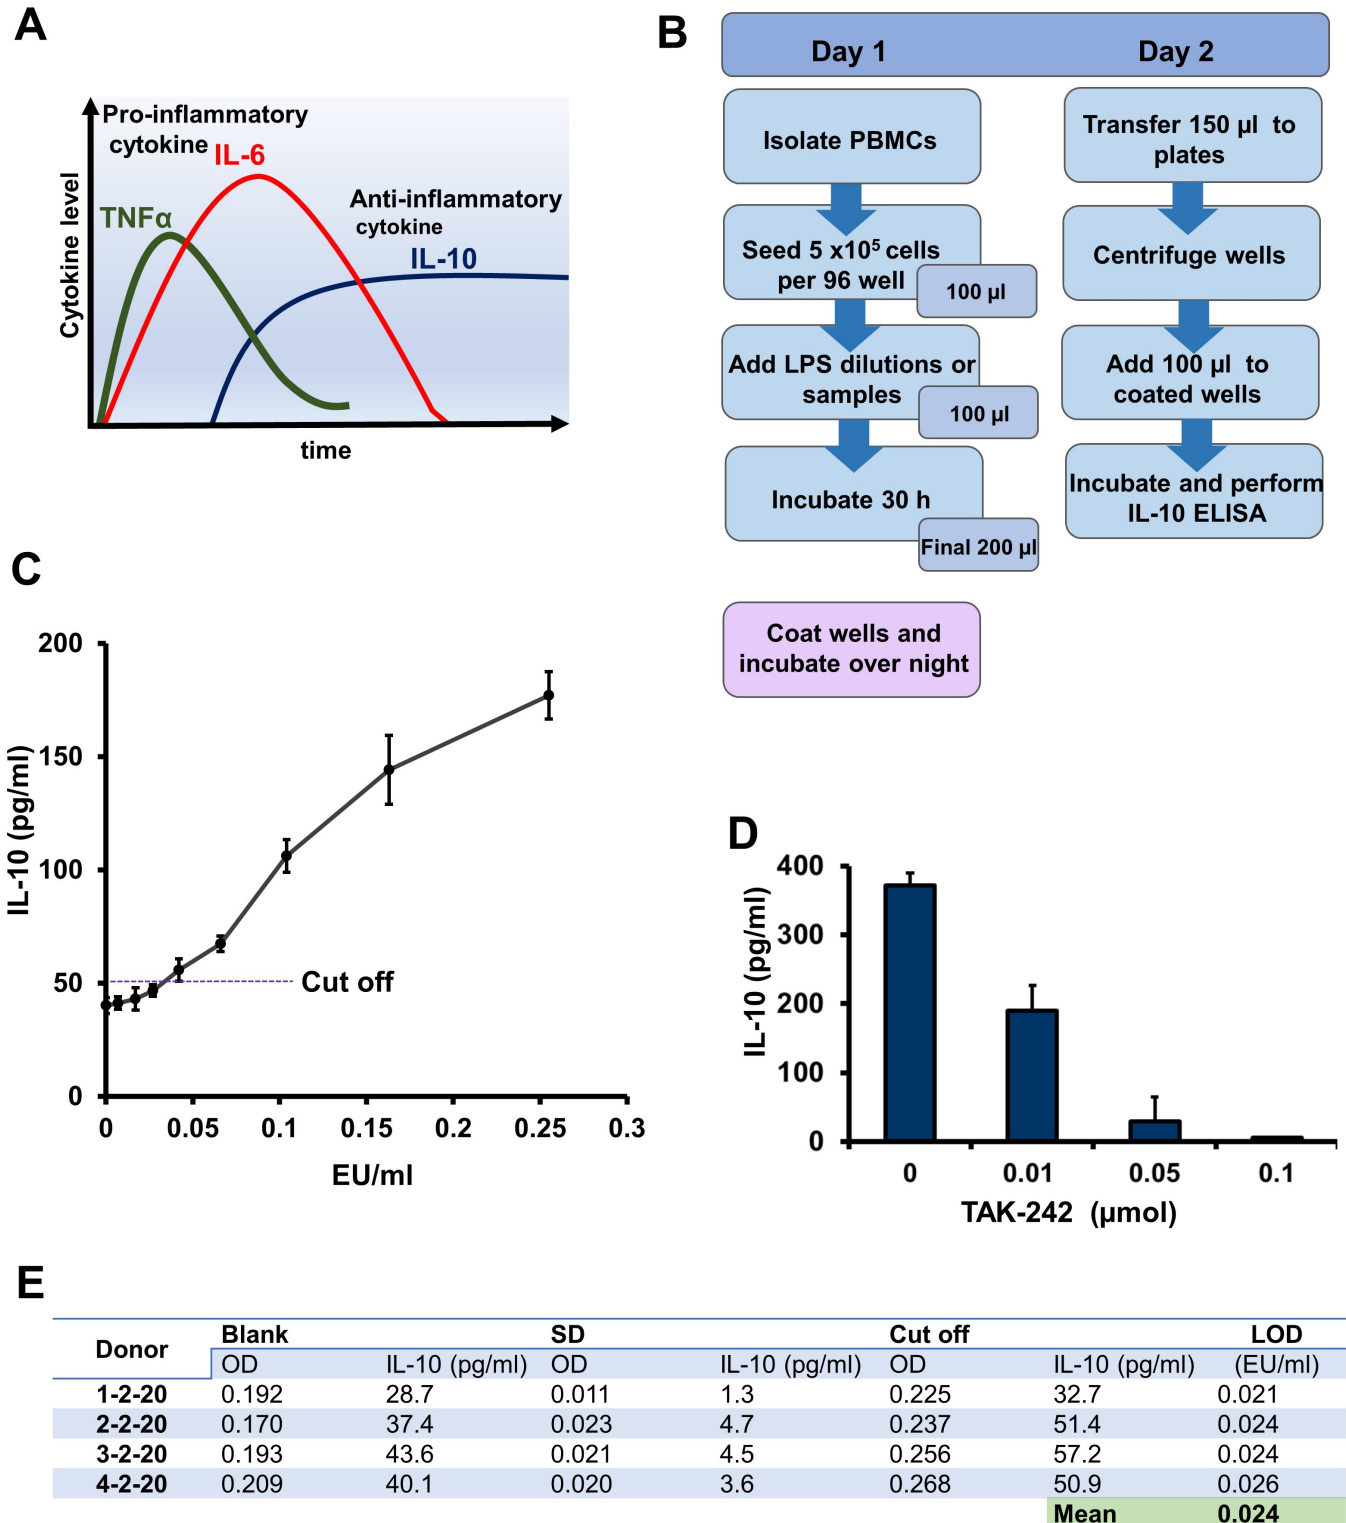 A
Pro-inflammatory
cytokine
IL-6
TNFα
Anti-inflammatory
cytokine
IL-10
Cytokine level
time
B
Day 1
Day 2
Isolate PBMCs
Seed 5 x10⁵ cells
per 96 well
100 µl
Add LPS dilutions or
samples
100 µl
Incubate 30 h
Final 200 µl
Coat wells and
incubate over night
Transfer 150 µl to
plates
Centrifuge wells
Add 100 µl to
coated wells
Incubate and perform
IL-10 ELISA
C
IL-10 (pg/ml)
200
150
100
50
0
Cut off
0 0.05 0.1 0.15 0.2 0.25 0.3
EU/ml
D
IL-10 (pg/ml)
400
300
200
100
0
0 0.01 0.05 0.1
TAK-242 (µmol)
E
Donor Blank SD Cut off LOD
OD IL-10 (pg/ml) OD IL-10 (pg/ml) OD IL-10 (pg/ml) (EU/ml)
1-2-20 0.192 28.7 0.011 1.3 0.225 32.7 0.021
2-2-20 0.170 37.4 0.023 4.7 0.237 51.4 0.024
3-2-20 0.193 43.6 0.021 4.5 0.256 57.2 0.024
4-2-20 0.209 40.1 0.020 3.6 0.268 50.9 0.026
Mean 0.024